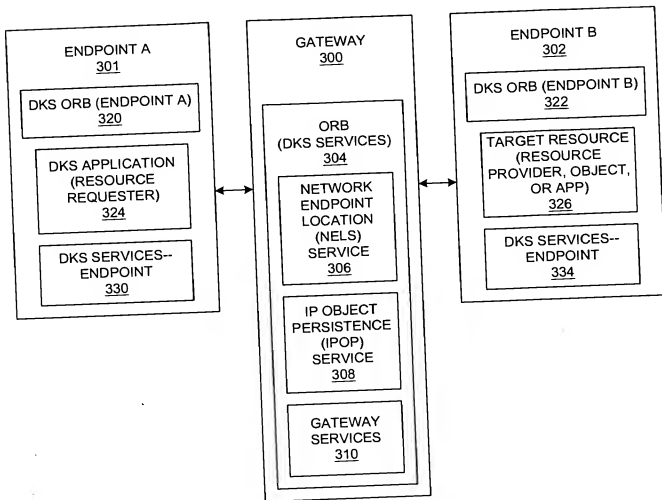 ENDPOINT A
301
DKS ORB (ENDPOINT A)
320
DKS APPLICATION
(RESOURCE
REQUESTER)
324
DKS SERVICES--
ENDPOINT
330
GATEWAY
300
ORB
(DKS SERVICES)
304
NETWORK
ENDPOINT
LOCATION
(NELS)
SERVICE
306
IP OBJECT
PERSISTENCE
(IPOP)
SERVICE
308
GATEWAY
SERVICES
310
ENDPOINT B
302
DKS ORB (ENDPOINT B)
322
TARGET RESOURCE
(RESOURCE
PROVIDER, OBJECT,
OR APP)
326
DKS SERVICES--
ENDPOINT
334